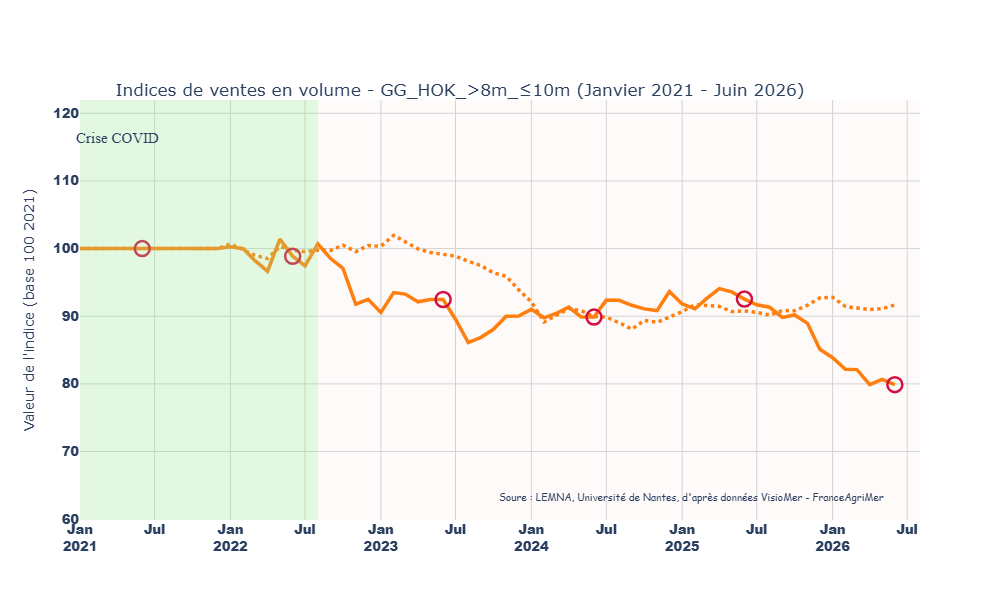 Indices de ventes en volume - GG_HOK_>8m_≤10m (Janvier 2021 - Juin 2026)
Valeur de l'indice (base 100 2021)
120
Crise COVID
110
100
90
80
70
Soure : LEMNA, Université de Nantes, d'après données VisioMer - FranceAgriMer
60
Jan Jul Jan Jul Jan Jul Jan Jul Jan Jul Jan Jul
2021 2022 2023 2024 2025 2026